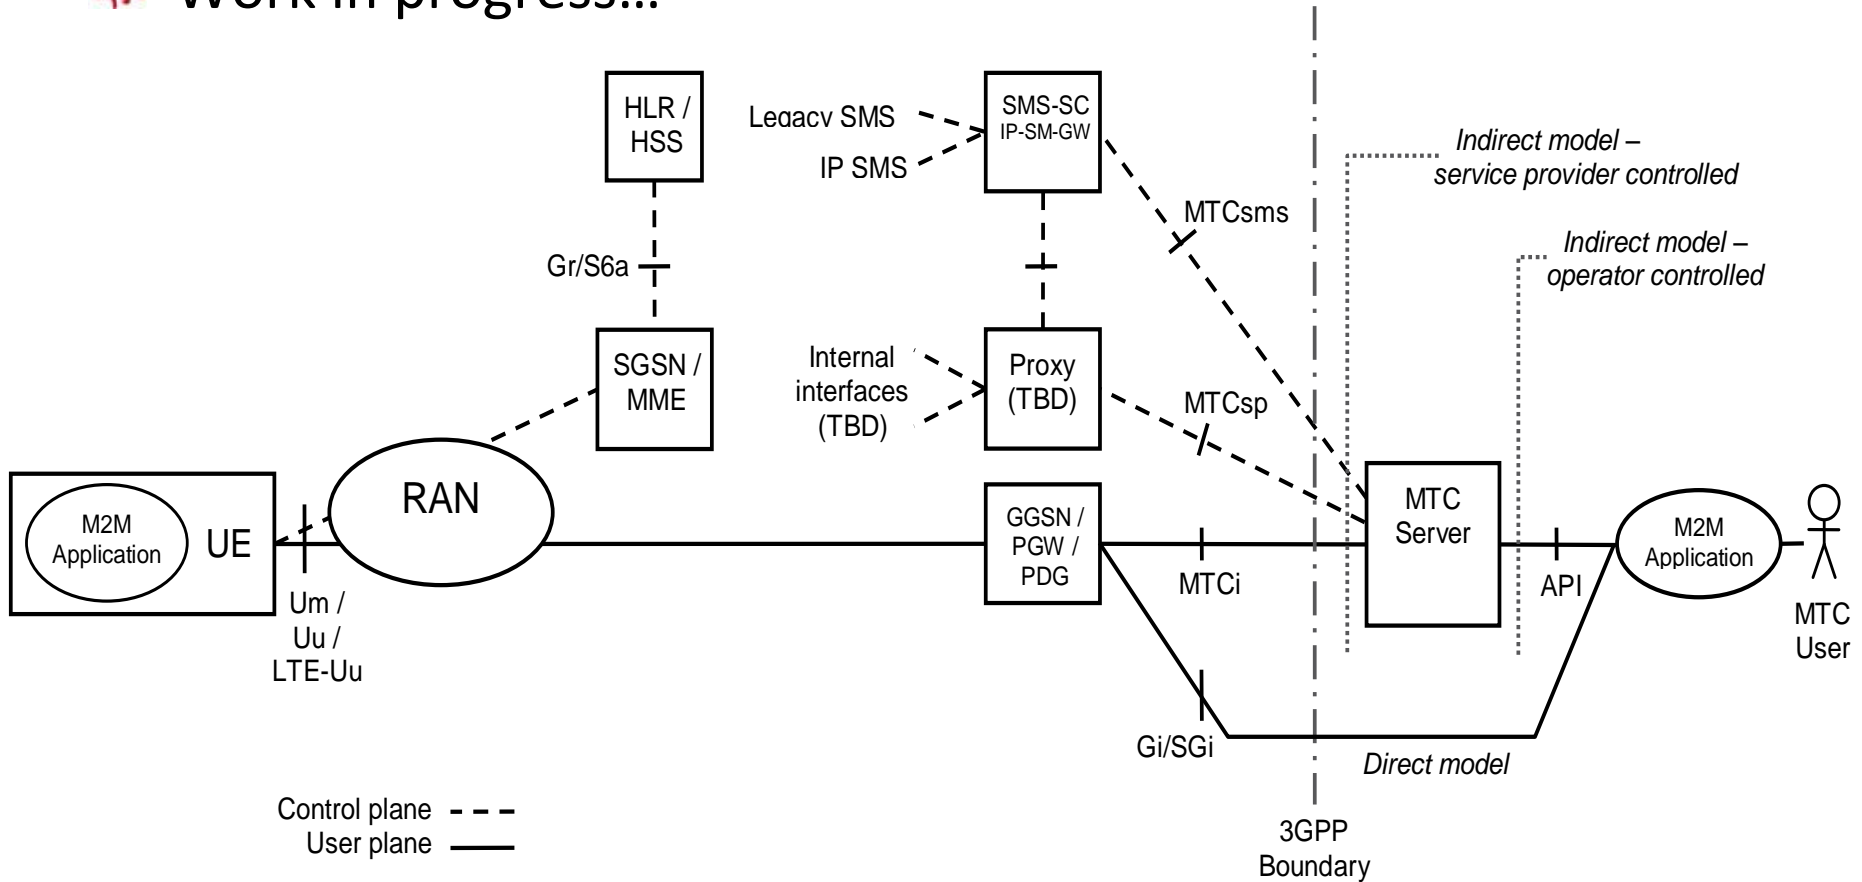 Work in progress...
HLR /
HSS
Legacy SMS
IP SMS
SMS-SC
IP-SM-GW
Indirect model –
service provider controlled
MTCsms
Indirect model –
operator controlled
Gr/S6a
SGSN /
MME
Internal
interfaces
(TBD)
Proxy
(TBD)
MTCsp
M2M
Application
UE
RAN
GGSN /
PGW /
PDG
MTC
Server
M2M
Application
MTCi
API
Um /
Uu /
LTE-Uu
MTC
User
Gi/SGi
Direct model
Control plane
User plane
3GPP
Boundary